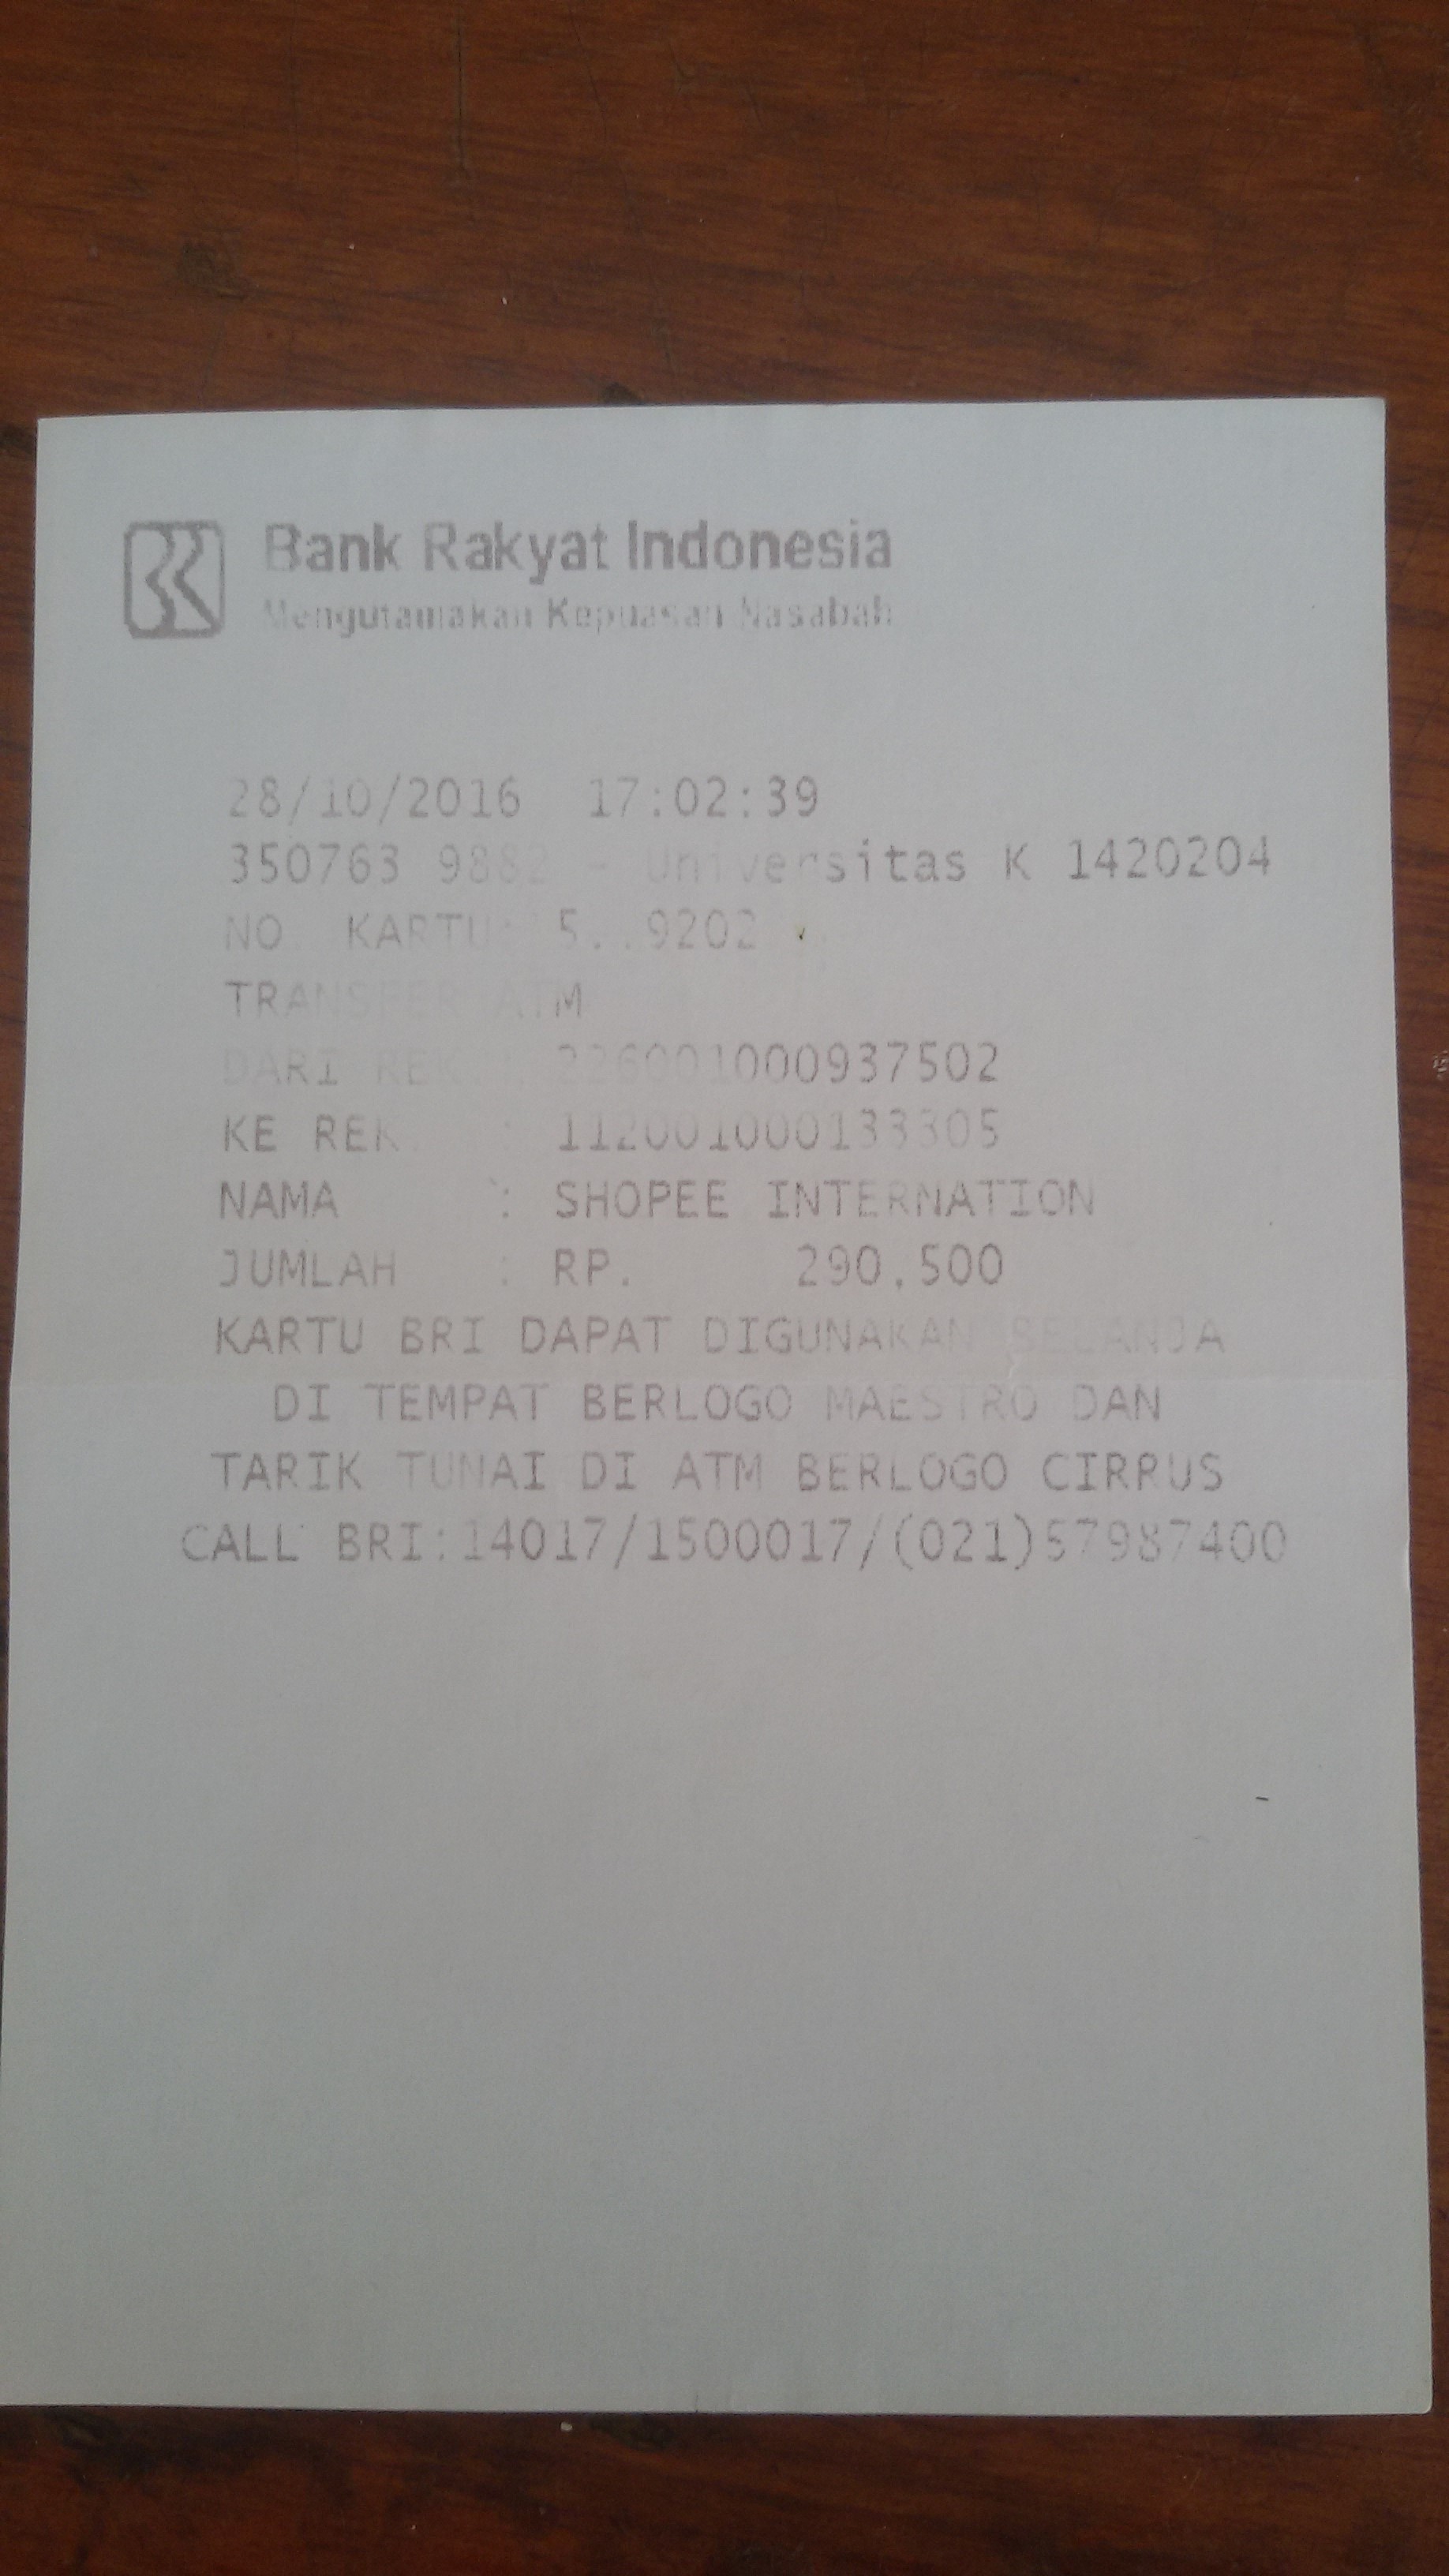 Bank Rakyat Indonesia
Mengutamakan Kepuasan Nasabah
28/10/2016 17:02:39
350763 9882 - Universitas K 1420204
NO. KARTU: 5..9202
TRANSFER ATM
DARI REK : 226001000937502
KE REK : 112001000133305
NAMA : SHOPEE INTERNATION
JUMLAH : RP. 290,500
KARTU BRI DAPAT DIGUNAKAN BELANJA
DI TEMPAT BERLOGO MAESTRO DAN
TARIK TUNAI DI ATM BERLOGO CIRRUS
CALL BRI:14017/1500017/(021)57987400